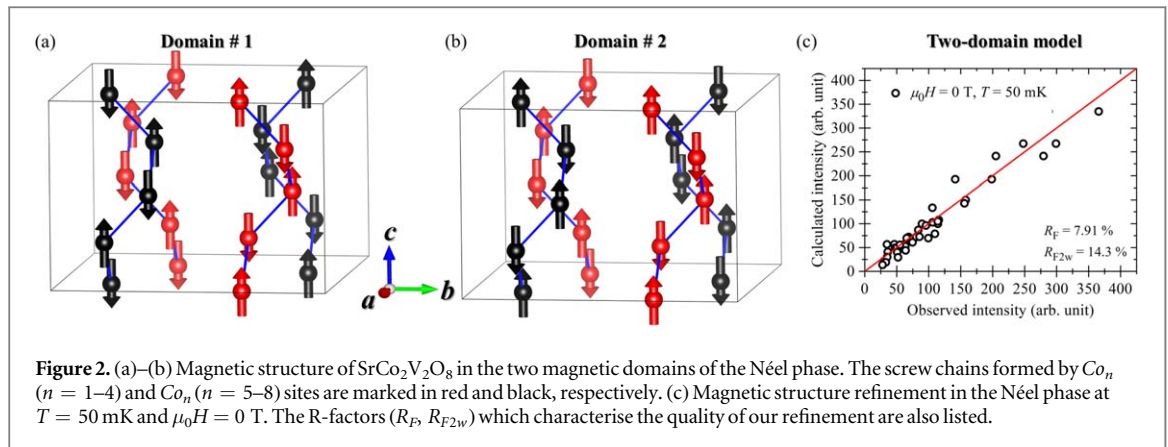 (a) Domain # 1
(b) Domain # 2
c
a
b
(c) Two-domain model
μ₀H = 0 T, T = 50 mK
Calculated intensity (arb. unit)
400
350
300
250
200
150
100
50
0
R_F = 7.91 %
R_F2w = 14.3 %
0 50 100 150 200 250 300 350 400
Observed intensity (arb. unit)
Figure 2. (a)–(b) Magnetic structure of SrCo₂V₂O₈ in the two magnetic domains of the Néel phase. The screw chains formed by Coₙ
(n = 1–4) and Coₙ (n = 5–8) sites are marked in red and black, respectively. (c) Magnetic structure refinement in the Néel phase at
T = 50 mK and μ₀H = 0 T. The R-factors (R_F, R_F2w) which characterise the quality of our refinement are also listed.